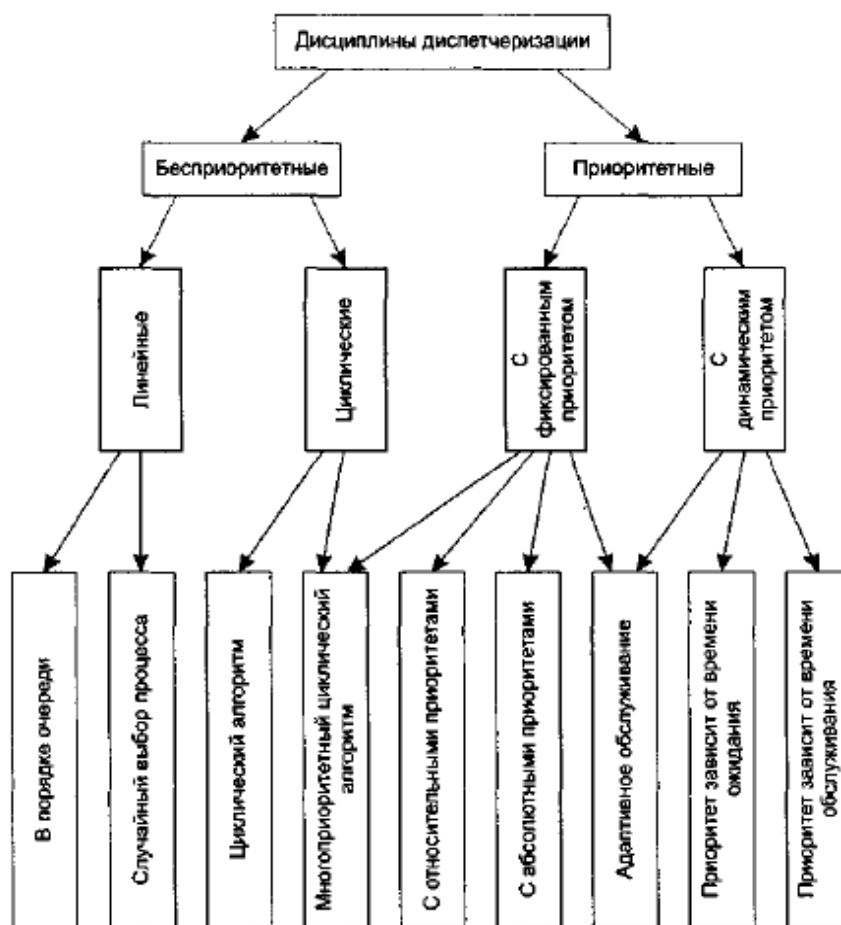 Дисциплины диспетчеризации
Бесприоритетные
Приоритетные
Линейные
Циклические
С
фиксированным
приоритетом
С
динамическим
приоритетом
В порядке очереди
Случайный выбор процесса
Циклический алгоритм
Многоприоритетный циклический
алгоритм
С относительными приоритетами
С абсолютными приоритетами
Адаптивное обслуживание
Приоритет зависит от времени
ожидания
Приоритет зависит от времени
обслуживания